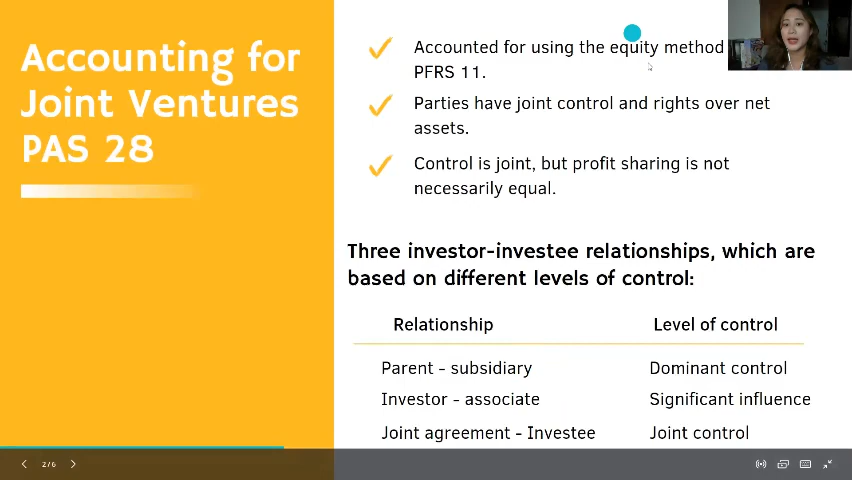 Accounting for
Joint Ventures
PAS 28
Accounted for using the equity method
PFRS 11.
Parties have joint control and rights over net
assets.
Control is joint, but profit sharing is not
necessarily equal.
Three investor-investee relationships, which are
based on different levels of control:
Relationship Level of control
Parent - subsidiary Dominant control
Investor - associate Significant influence
Joint agreement - Investee Joint control
2/6